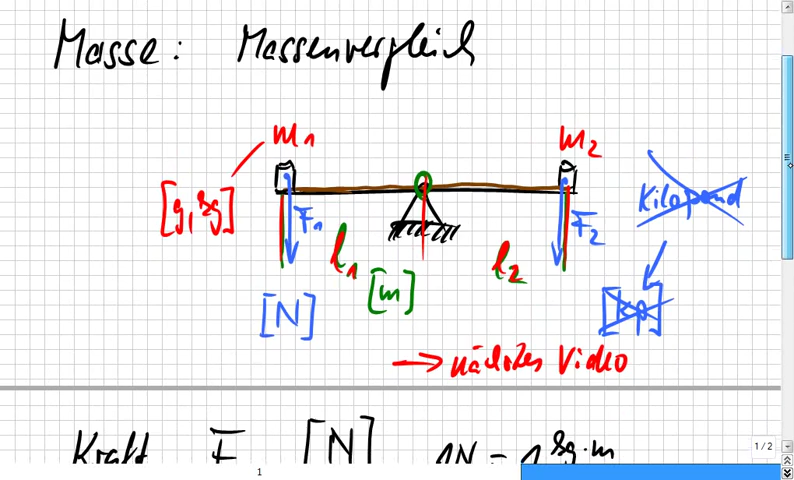 Masse: Massenvergleich
m1 m2
[g, kg] Kilopond
F1 F2
l1 l2
[m]
[N] [kp]
→ nächstes Video
Kraft F [N] 1N = 1 kg·m
1/2
1